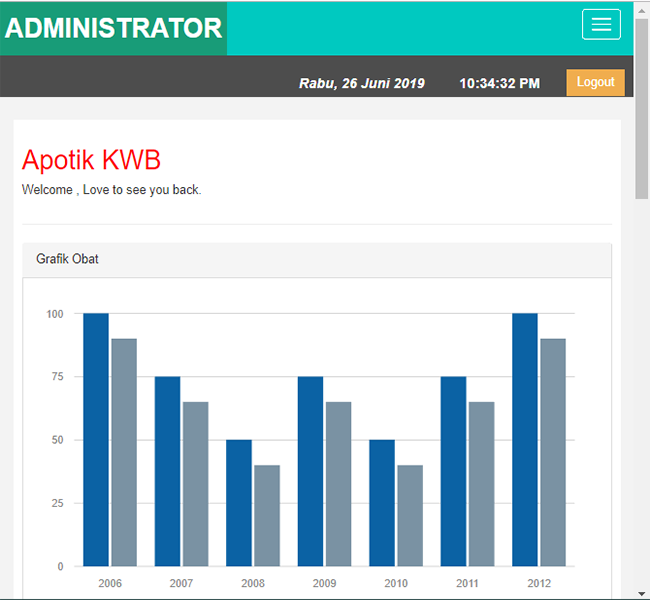 ADMINISTRATOR
Rabu, 26 Juni 2019 10:34:32 PM Logout
Apotik KWB
Welcome , Love to see you back.
Grafik Obat
100
75
50
25
0
2006 2007 2008 2009 2010 2011 2012